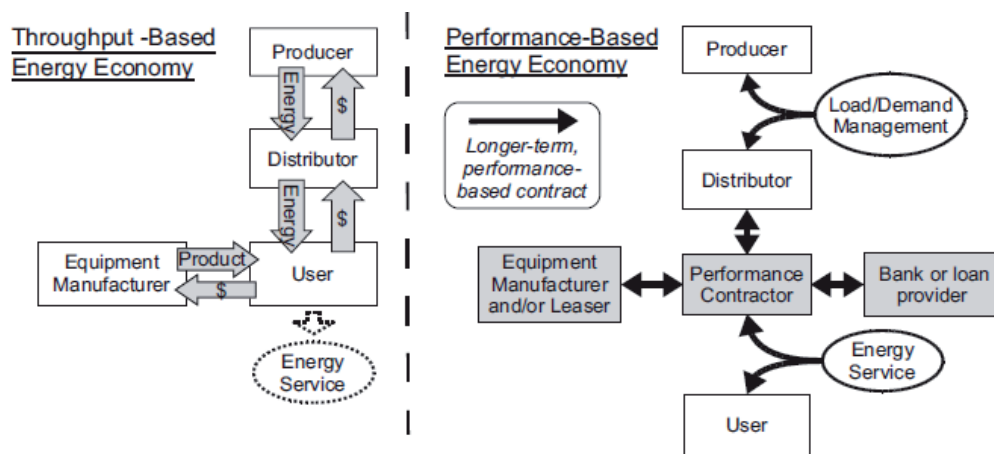 Throughput -Based
Energy Economy
Producer
Energy
$
Distributor
Energy
$
Equipment
Manufacturer
Product
$
User
Energy
Service
Performance-Based
Energy Economy
Longer-term,
performance-
based contract
Producer
Load/Demand
Management
Distributor
Equipment
Manufacturer
and/or Leaser
Performance
Contractor
Bank or loan
provider
Energy
Service
User